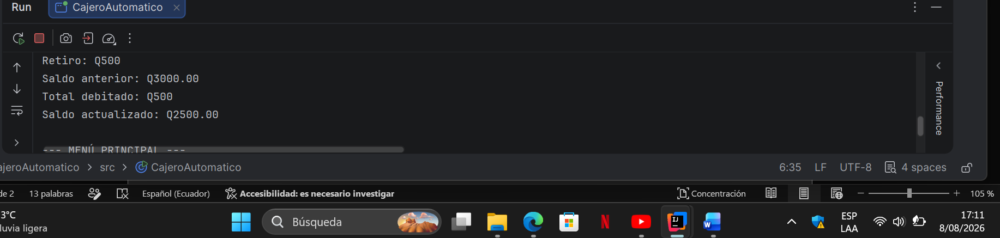 Run CajeroAutomatico
Retiro: Q500
Saldo anterior: Q3000.00
Total debitado: Q500
Saldo actualizado: Q2500.00
--- MENÚ PRINCIPAL ---
Performance
ajeroAutomatico > src > CajeroAutomatico 6:35 LF UTF-8 4 spaces
de 2 13 palabras Español (Ecuador) Accesibilidad: es necesario investigar Concentración 105 %
3°C
lluvia ligera
Búsqueda
ESP
LAA
17:11
8/08/2026